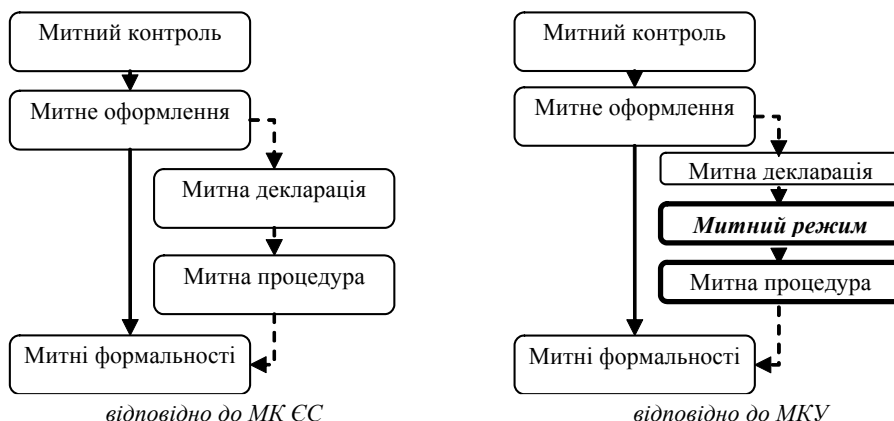 Митний контроль
Митне оформлення
Митна декларація
Митна процедура
Митні формальності
відповідно до МК ЄС
Митний контроль
Митне оформлення
Митна декларація
Митний режим
Митна процедура
Митні формальності
відповідно до МКУ